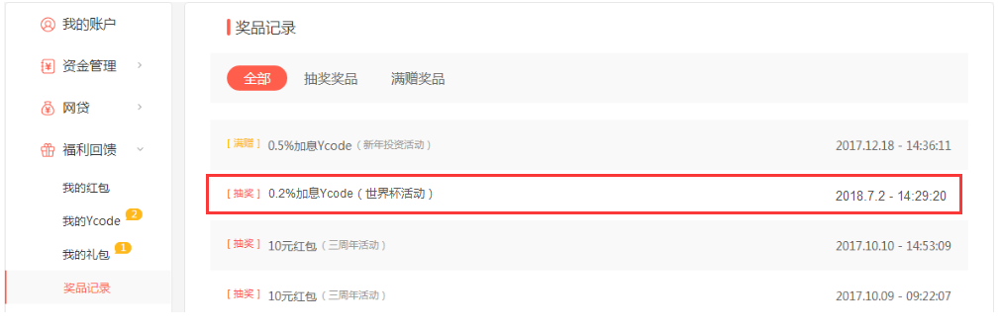 我的账户
资金管理
网贷
福利回馈
我的红包
我的Ycode 2
我的礼包 1
奖品记录
奖品记录
全部 抽奖奖品 满赠奖品
[ 满赠 ] 0.5%加息Ycode（新年投资活动） 2017.12.18 - 14:36:11
[ 抽奖 ] 0.2%加息Ycode（世界杯活动） 2018.7.2 - 14:29:20
[ 抽奖 ] 10元红包（三周年活动） 2017.10.10 - 14:53:09
[ 抽奖 ] 10元红包（三周年活动） 2017.10.09 - 09:22:07